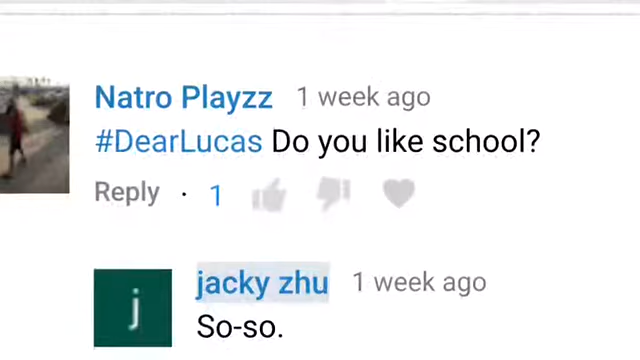 Natro Playzz 1 week ago
#DearLucas Do you like school?
Reply · 1
j
jacky zhu 1 week ago
So-so.